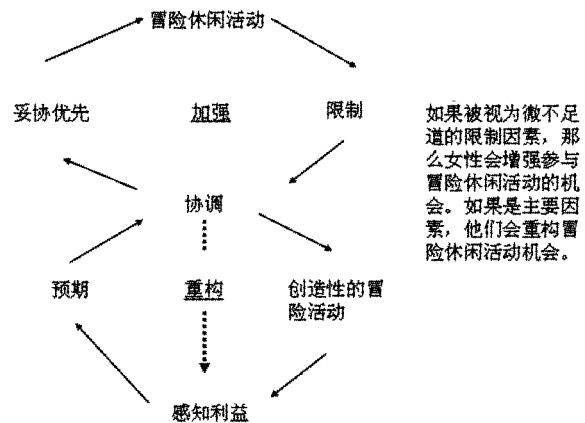 冒险休闲活动
妥协优先
加强
限制
如果被视为微不足
道的限制因素，那
么女性会增强参与
冒险休闲活动的机
会。如果是主要因
素，他们会重构冒
险休闲活动机会。
协调
预期
重构
创造性的冒
险活动
感知利益